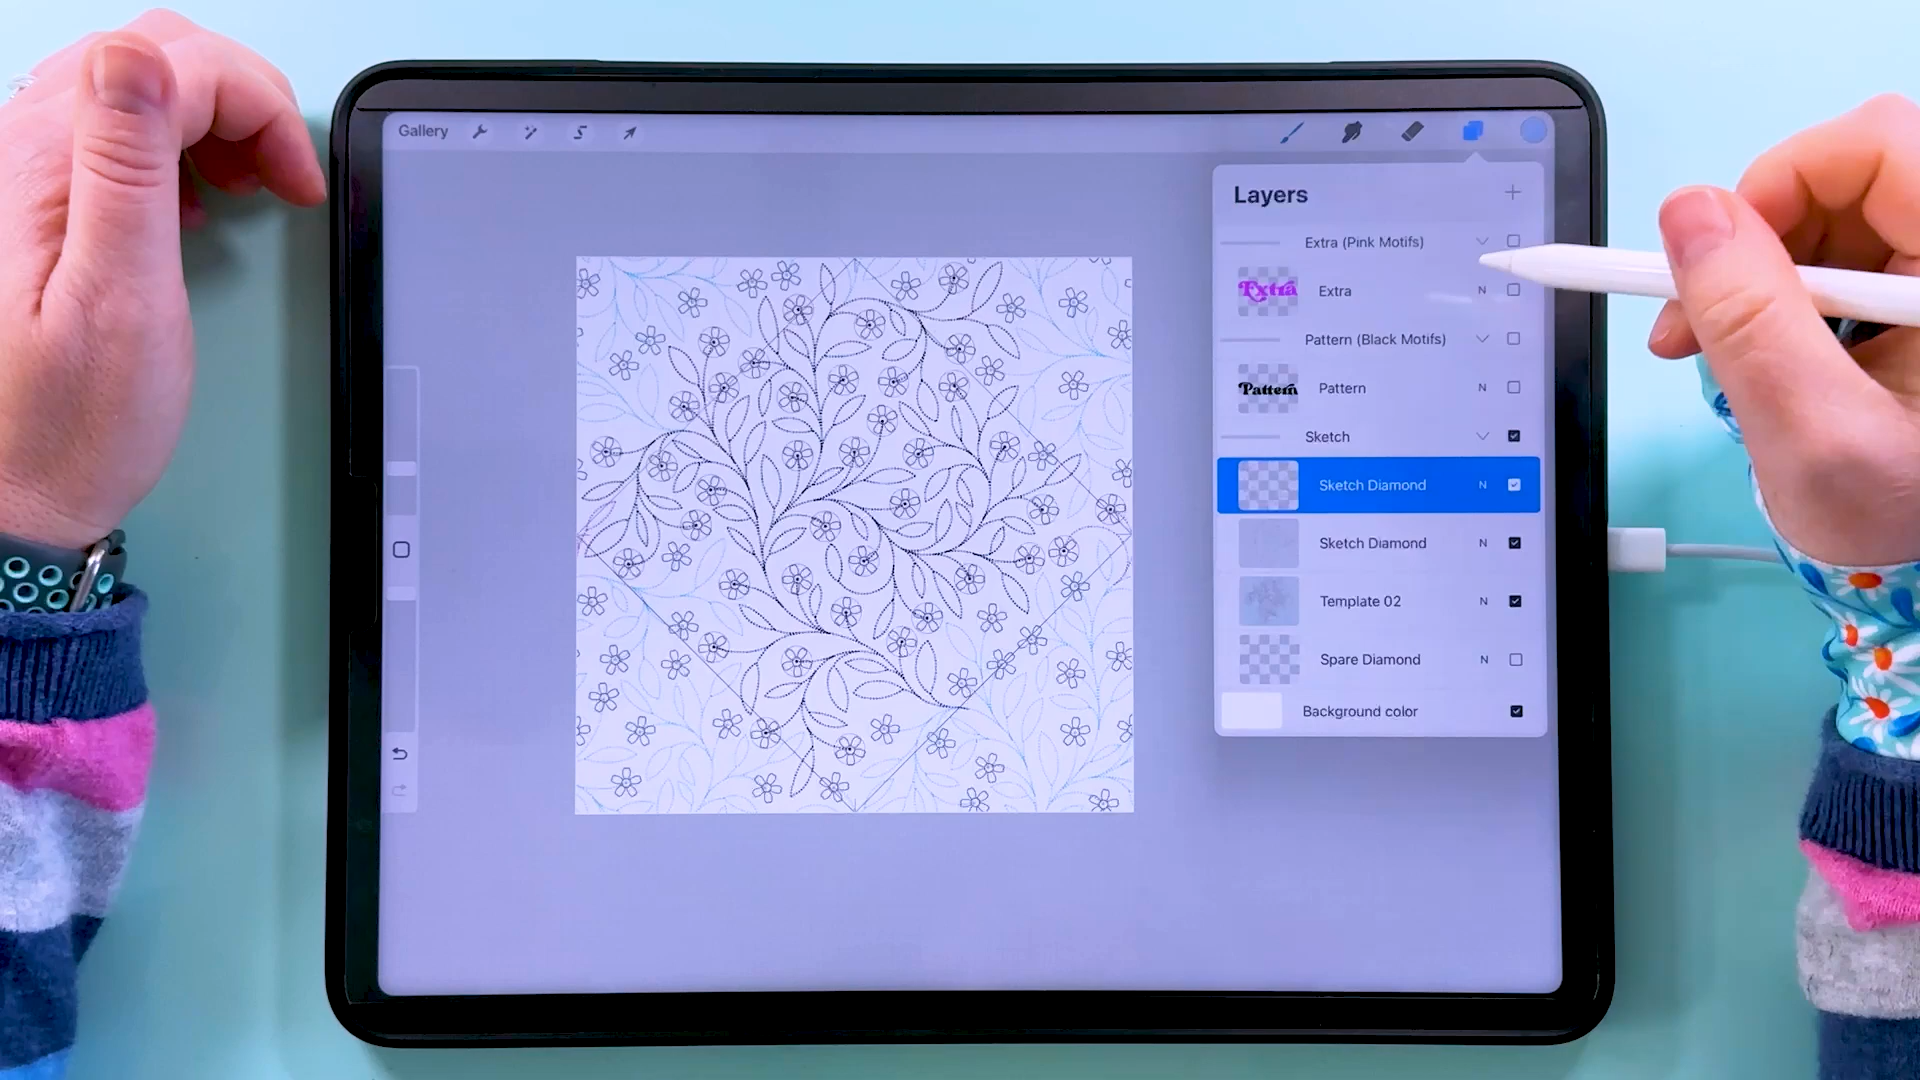 Gallery
Layers
Extra (Pink Motifs)
Extra
Extra N
Pattern (Black Motifs)
Pattern
Pattern N
Sketch
Sketch Diamond N
Sketch Diamond N
Template 02 N
Spare Diamond N
Background color